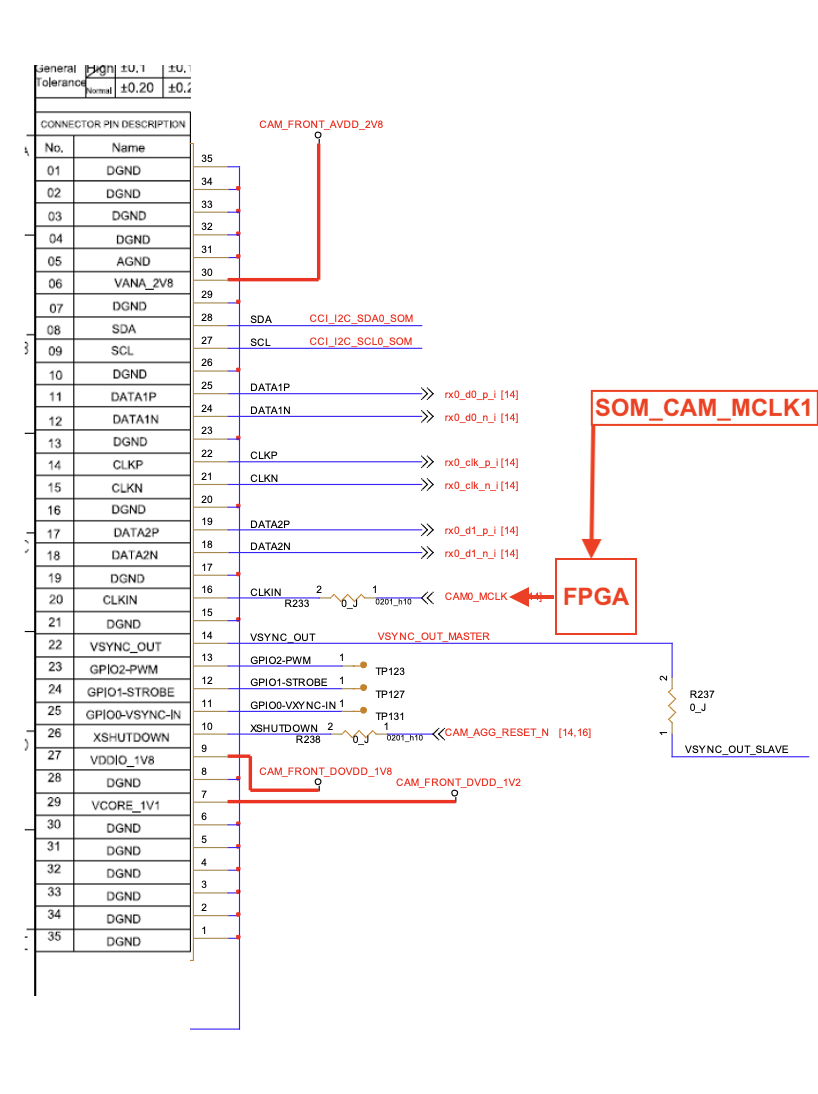 General High ±0.1 ±0.
Tolerance Normal ±0.20 ±0.2
CONNECTOR PIN DESCRIPTION
No. Name
01 DGND
02 DGND
03 DGND
04 DGND
05 AGND
06 VANA_2V8
07 DGND
08 SDA
09 SCL
10 DGND
11 DATA1P
12 DATA1N
13 DGND
14 CLKP
15 CLKN
16 DGND
17 DATA2P
18 DATA2N
19 DGND
20 CLKIN
21 DGND
22 VSYNC_OUT
23 GPIO2-PWM
24 GPIO1-STROBE
25 GPIO0-VSYNC-IN
26 XSHUTDOWN
27 VDDIO_1V8
28 DGND
29 VCORE_1V1
30 DGND
31 DGND
32 DGND
33 DGND
34 DGND
35 DGND
CAM_FRONT_AVDD_2V8
35
34
33
32
31
30
29
28 SDA CCI_I2C_SDA0_SOM
27 SCL CCI_I2C_SCL0_SOM
26
25 DATA1P rx0_d0_p_i [14]
24 DATA1N rx0_d0_n_i [14]
23
22 CLKP rx0_clk_p_i [14]
21 CLKN rx0_clk_n_i [14]
20
19 DATA2P rx0_d1_p_i [14]
18 DATA2N rx0_d1_n_i [14]
17
16 CLKIN 2 1 CAM0_MCLK
R233 0_J 0201_h10
15
14 VSYNC_OUT VSYNC_OUT_MASTER
13 GPIO2-PWM 1 TP123
12 GPIO1-STROBE 1 TP127
11 GPIO0-VXYNC-IN 1 TP131
10 XSHUTDOWN 2 1 CAM_AGG_RESET_N [14,16]
R238 0_J 0201_h10
9
CAM_FRONT_DOVDD_1V8
8
CAM_FRONT_DVDD_1V2
7
6
5
4
3
2
1
SOM_CAM_MCLK1
FPGA
2
R237
0_J
1
VSYNC_OUT_SLAVE